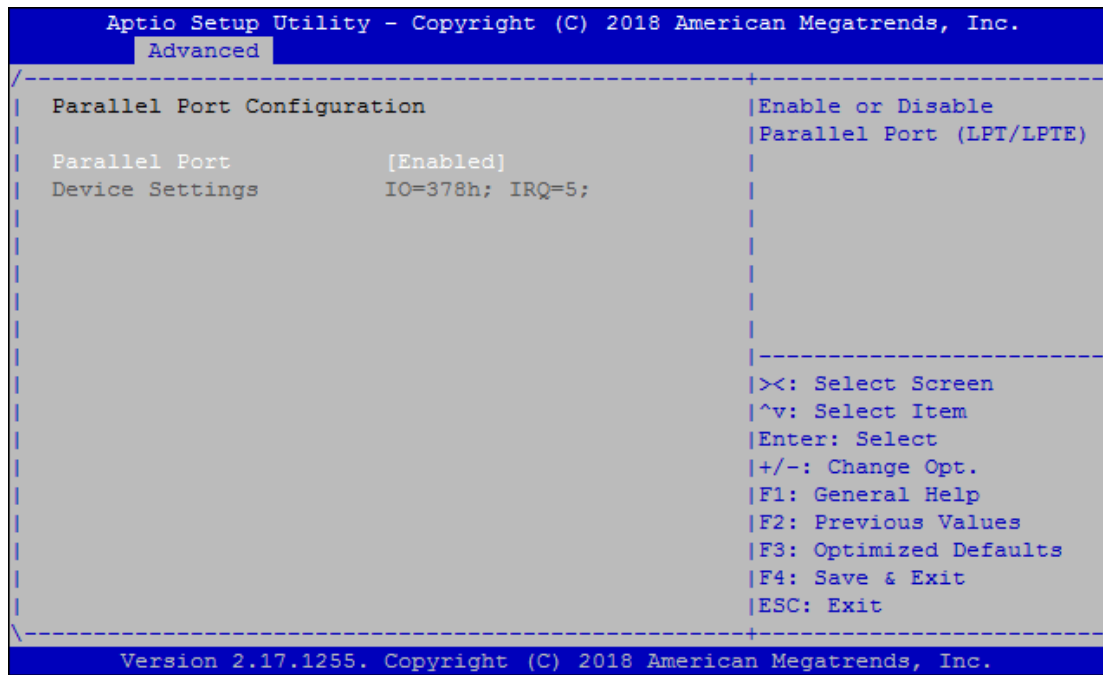 Aptio Setup Utility - Copyright (C) 2018 American Megatrends, Inc.
Advanced
Parallel Port Configuration
Parallel Port [Enabled]
Device Settings IO=378h; IRQ=5;
Enable or Disable
Parallel Port (LPT/LPTE)
><: Select Screen
^v: Select Item
Enter: Select
+/-: Change Opt.
F1: General Help
F2: Previous Values
F3: Optimized Defaults
F4: Save & Exit
ESC: Exit
Version 2.17.1255. Copyright (C) 2018 American Megatrends, Inc.